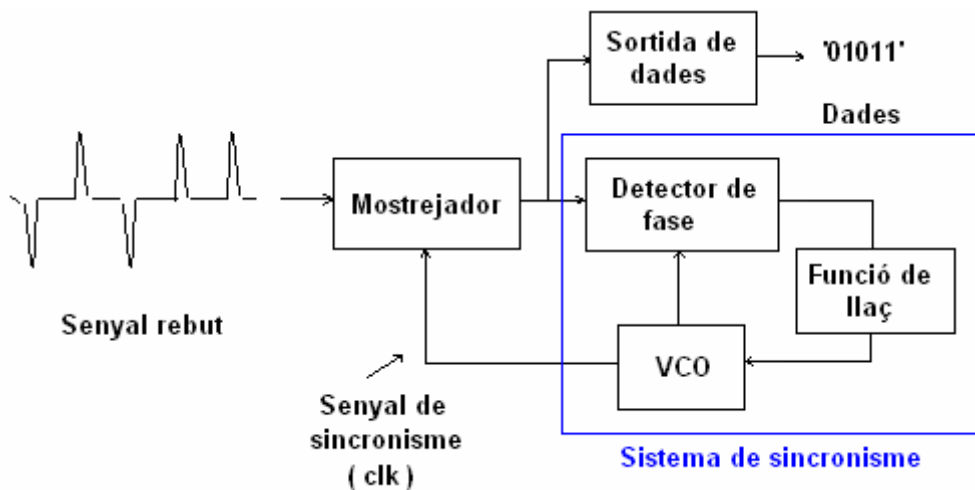 Sortida de
dades
'01011'
Dades
Mostrejador
Detector de
fase
Funció de
llaç
Senyal rebut
VCO
Senyal de
sincronisme
( clk )
Sistema de sincronisme